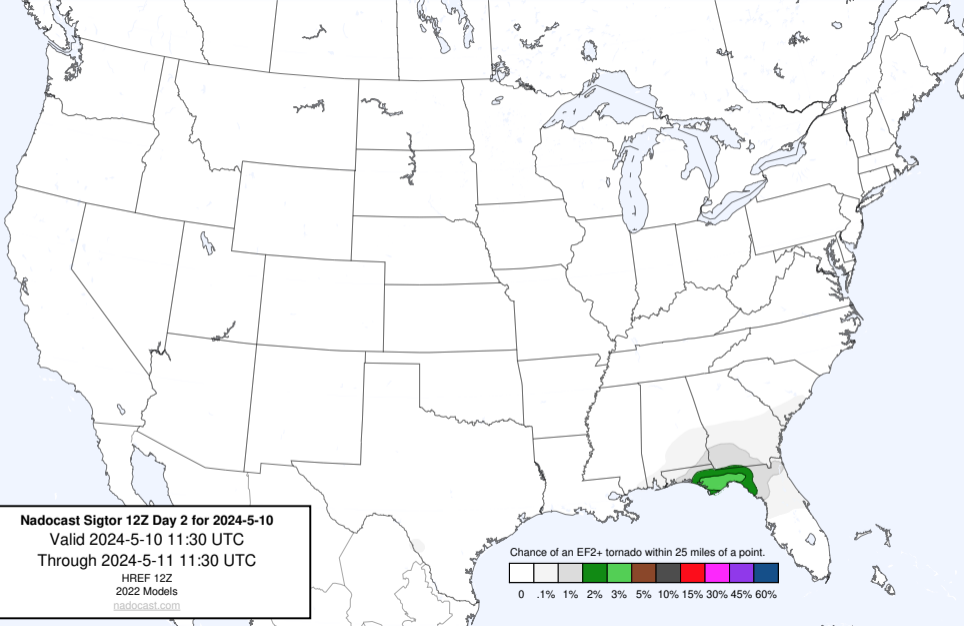 Nadocast Sigtor 12Z Day 2 for 2024-5-10
Valid 2024-5-10 11:30 UTC
Through 2024-5-11 11:30 UTC
HREF 12Z
2022 Models
nadocast.com
Chance of an EF2+ tornado within 25 miles of a point.
0 .1% 1% 2% 3% 5% 10% 15% 30% 45% 60%